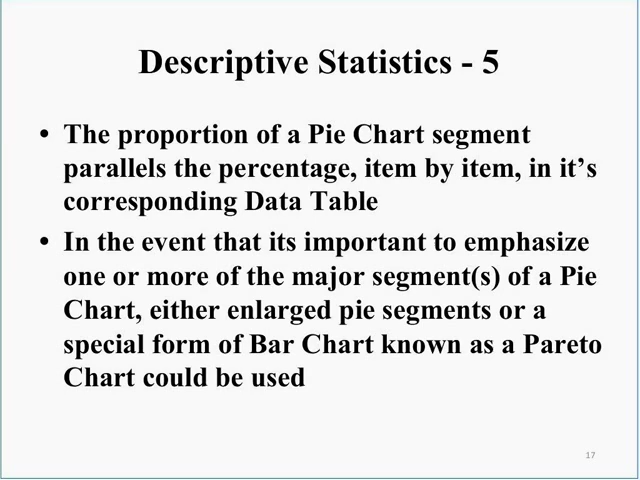 Descriptive Statistics - 5
• The proportion of a Pie Chart segment
parallels the percentage, item by item, in it’s
corresponding Data Table
• In the event that its important to emphasize
one or more of the major segment(s) of a Pie
Chart, either enlarged pie segments or a
special form of Bar Chart known as a Pareto
Chart could be used
17